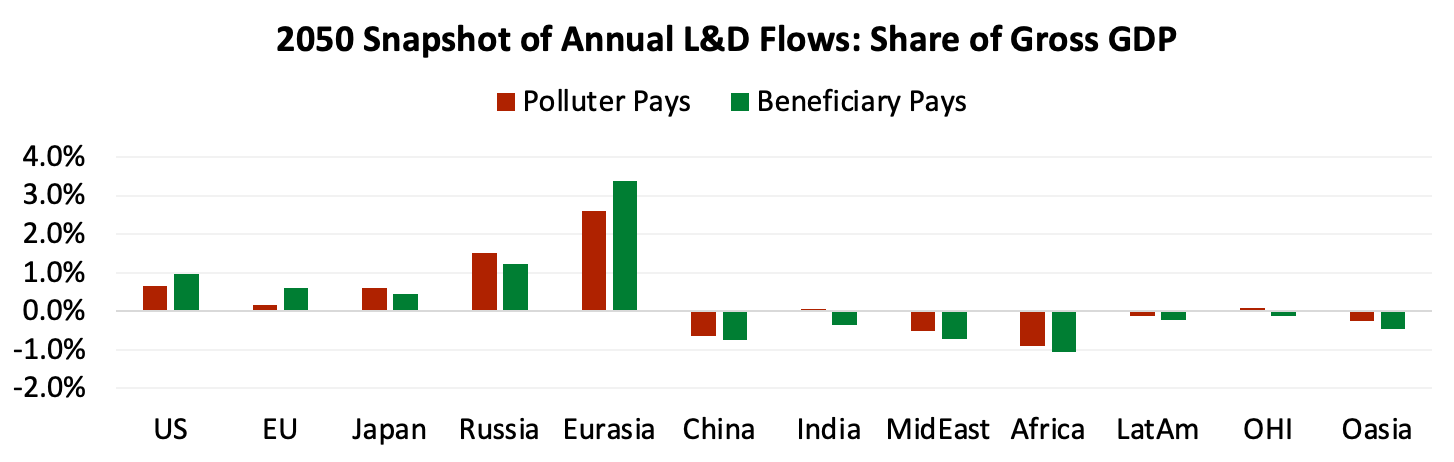 2050 Snapshot of Annual L&D Flows: Share of Gross GDP
Polluter Pays Beneficiary Pays
4.0%
3.0%
2.0%
1.0%
0.0%
-1.0%
-2.0%
US EU Japan Russia Eurasia China India MidEast Africa LatAm OHI Oasia